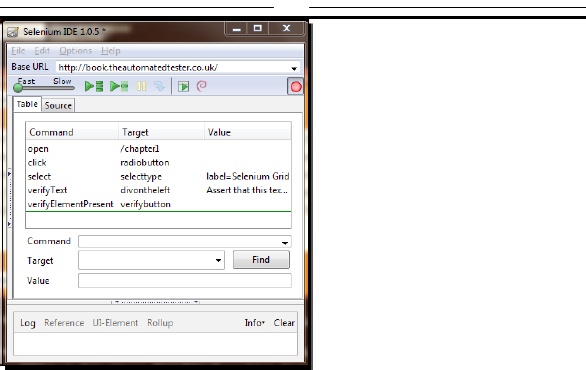 Selenium IDE 1.0.5 *
File Edit Options Help
Base URL http://book.theautomatedtester.co.uk/
Fast Slow
Table Source
Command Target Value
open /chapter1
click radiobutton
select selecttype label=Selenium Grid
verifyText divontheleft Assert that this tex...
verifyElementPresent verifybutton
Command
Target Find
Value
Log Reference UI-Element Rollup Info Clear